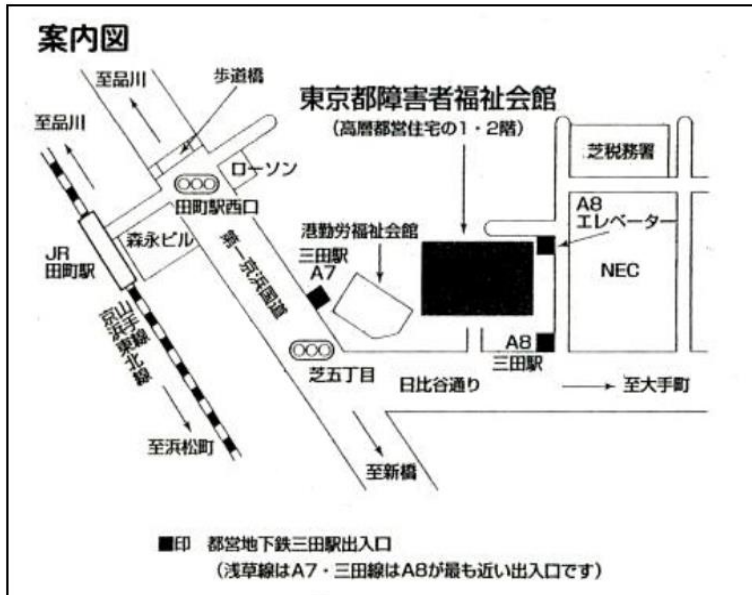 案内図
至品川
歩道橋
至品川
東京都障害者福祉会館
(高層都営住宅の1・2階)
芝税務署
ローソン
田町駅西口
A8
エレベーター
港勤労福祉会館
三田駅
A7
森永ビル
JR
田町駅
第一京浜国道
NEC
山手線
京浜東北線
A8
三田駅
芝五丁目
日比谷通り
至大手町
至浜松町
至新橋
■印 都営地下鉄三田駅出入口
(浅草線はA7・三田線はA8が最も近い出入口です)